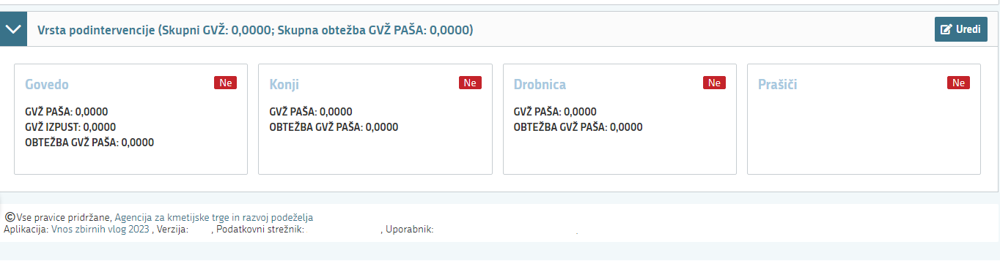 Vrsta podintervencije (Skupni GVŽ: 0,0000; Skupna obtežba GVŽ PAŠA: 0,0000)
Uredi
Govedo
Ne
GVŽ PAŠA: 0,0000
GVŽ IZPUST: 0,0000
OBTEŽBA GVŽ PAŠA: 0,0000
Konji
Ne
GVŽ PAŠA: 0,0000
OBTEŽBA GVŽ PAŠA: 0,0000
Drobnica
Ne
GVŽ PAŠA: 0,0000
OBTEŽBA GVŽ PAŠA: 0,0000
Prašiči
Ne
©Vse pravice pridržane, Agencija za kmetijske trge in razvoj podeželja
Aplikacija: Vnos zbirnih vlog 2023 , Verzija: , Podatkovni strežnik: , Uporabnik: .